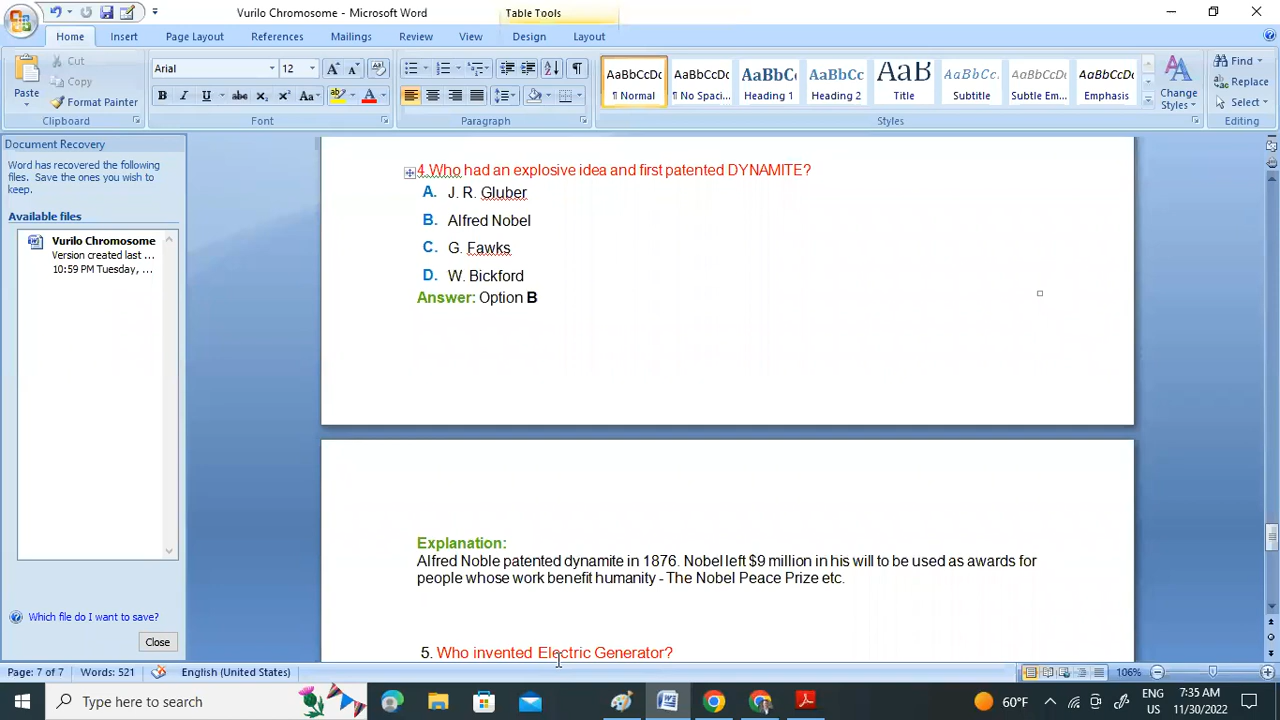 Vurilo Chromosome - Microsoft Word
Table Tools
Home
Insert
Page Layout
References
Mailings
Review
View
Design
Layout
Paste
Cut
Copy
Format Painter
Clipboard
Arial
12
Font
Paragraph
AaBbCcDc
¶ Normal
AaBbCcDc
¶ No Spaci...
AaBbC
Heading 1
AaBbCc
Heading 2
AaB
Title
AaBbCc.
Subtitle
AaBbCcDc
Subtle Em...
AaBbCcDc
Emphasis
Change
Styles
Styles
Find
Replace
Select
Editing
Document Recovery
Word has recovered the following
files. Save the ones you wish to
keep.
Available files
Vurilo Chromosome
Version created last ...
10:59 PM Tuesday, ...
Which file do I want to save?
Close
4.Who had an explosive idea and first patented DYNAMITE?
A. J. R. Gluber
B. Alfred Nobel
C. G. Fawks
D. W. Bickford
Answer: Option B
Explanation:
Alfred Noble patented dynamite in 1876. Nobel left $9 million in his will to be used as awards for
people whose work benefit humanity - The Nobel Peace Prize etc.
5. Who invented Electric Generator?
Page: 7 of 7
Words: 521
English (United States)
106%
Type here to search
60°F
ENG
US
7:35 AM
11/30/2022